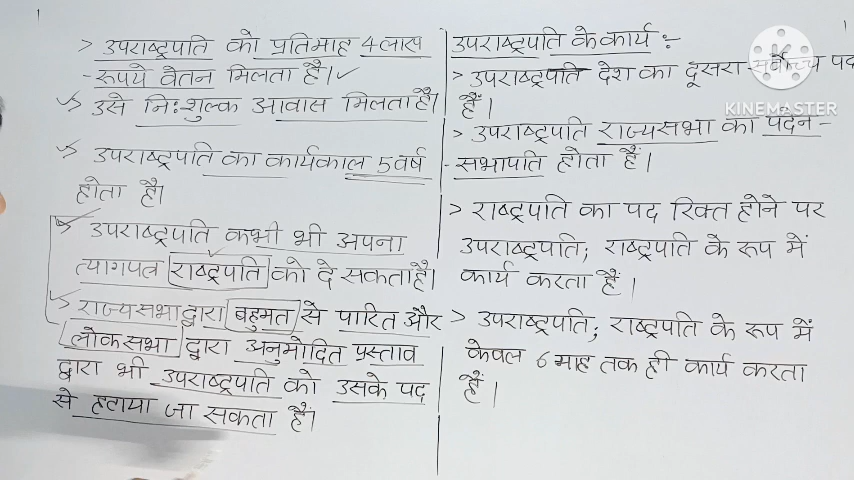 > उपराष्ट्रपति को प्रतिमाह 4 लाख
- रूपये वेतन मिलता है।✓
> उसे निःशुल्क आवास मिलता है।
> उपराष्ट्रपति का कार्यकाल 5 वर्ष
होता है।
> उपराष्ट्रपति कभी भी अपना
त्यागपत्र राष्ट्रपति को दे सकता है।
> राज्यसभा द्वारा बहुमत से पारित और
लोकसभा द्वारा अनुमोदित प्रस्ताव
द्वारा भी उपराष्ट्रपति को उसके पद
से हटाया जा सकता हैं।
उपराष्ट्रपति के कार्य :-
> उपराष्ट्रपति देश का दूसरा सर्वोच्च पद
हैं।
> उपराष्ट्रपति राज्यसभा का पदेन -
- सभापति होता हैं।
> राष्ट्रपति का पद रिक्त होने पर
उपराष्ट्रपति; राष्ट्रपति के रूप में
कार्य करता हैं।
> उपराष्ट्रपति; राष्ट्रपति के रूप में
केवल 6 माह तक ही कार्य करता
हैं।
KINEMASTER